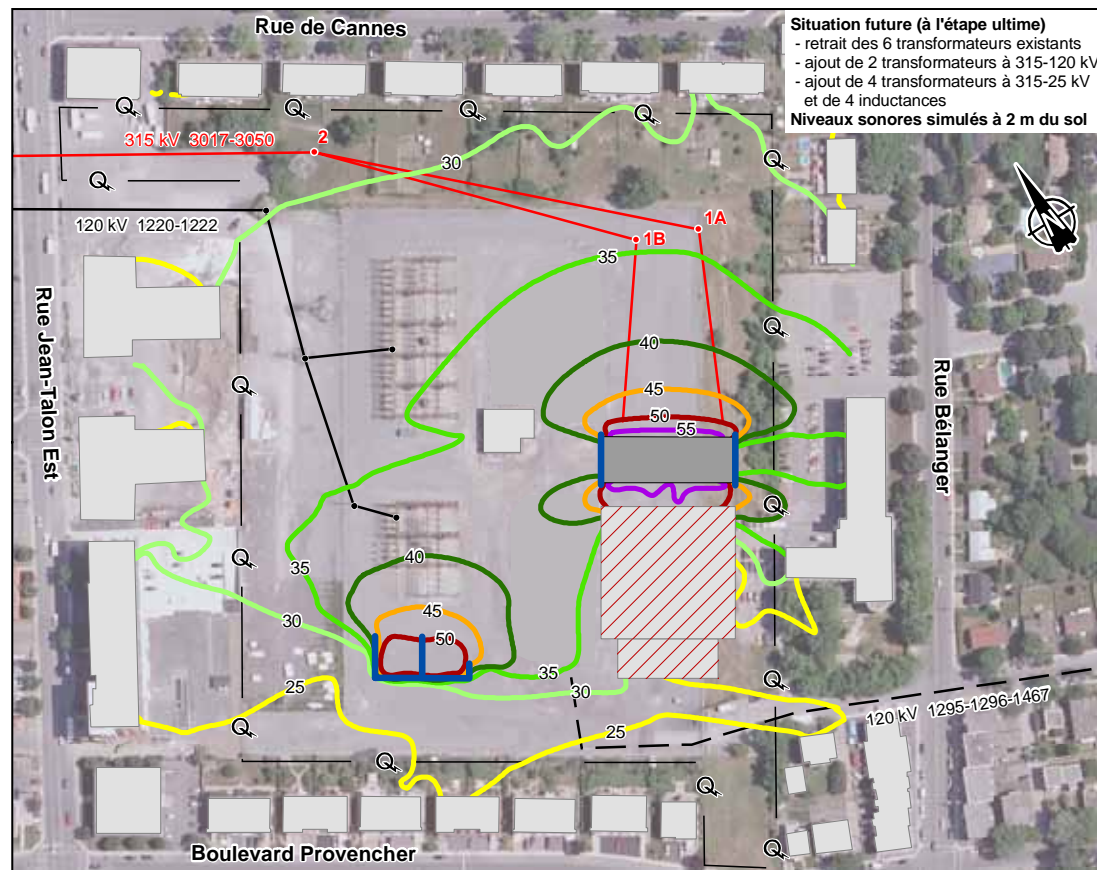 Rue de Cannes
Situation future (à l'étape ultime)
- retrait des 6 transformateurs existants
- ajout de 2 transformateurs à 315-120 kV
- ajout de 4 transformateurs à 315-25 kV
et de 4 inductances
Niveaux sonores simulés à 2 m du sol
315 kV 3017-3050
2
30
120 kV 1220-1222
1A
1B
35
Rue Jean-Talon Est
Rue Bélanger
40
45
50
55
35
40
45
50
30
35
30
25
25
120 kV 1295-1296-1467
Boulevard Provencher